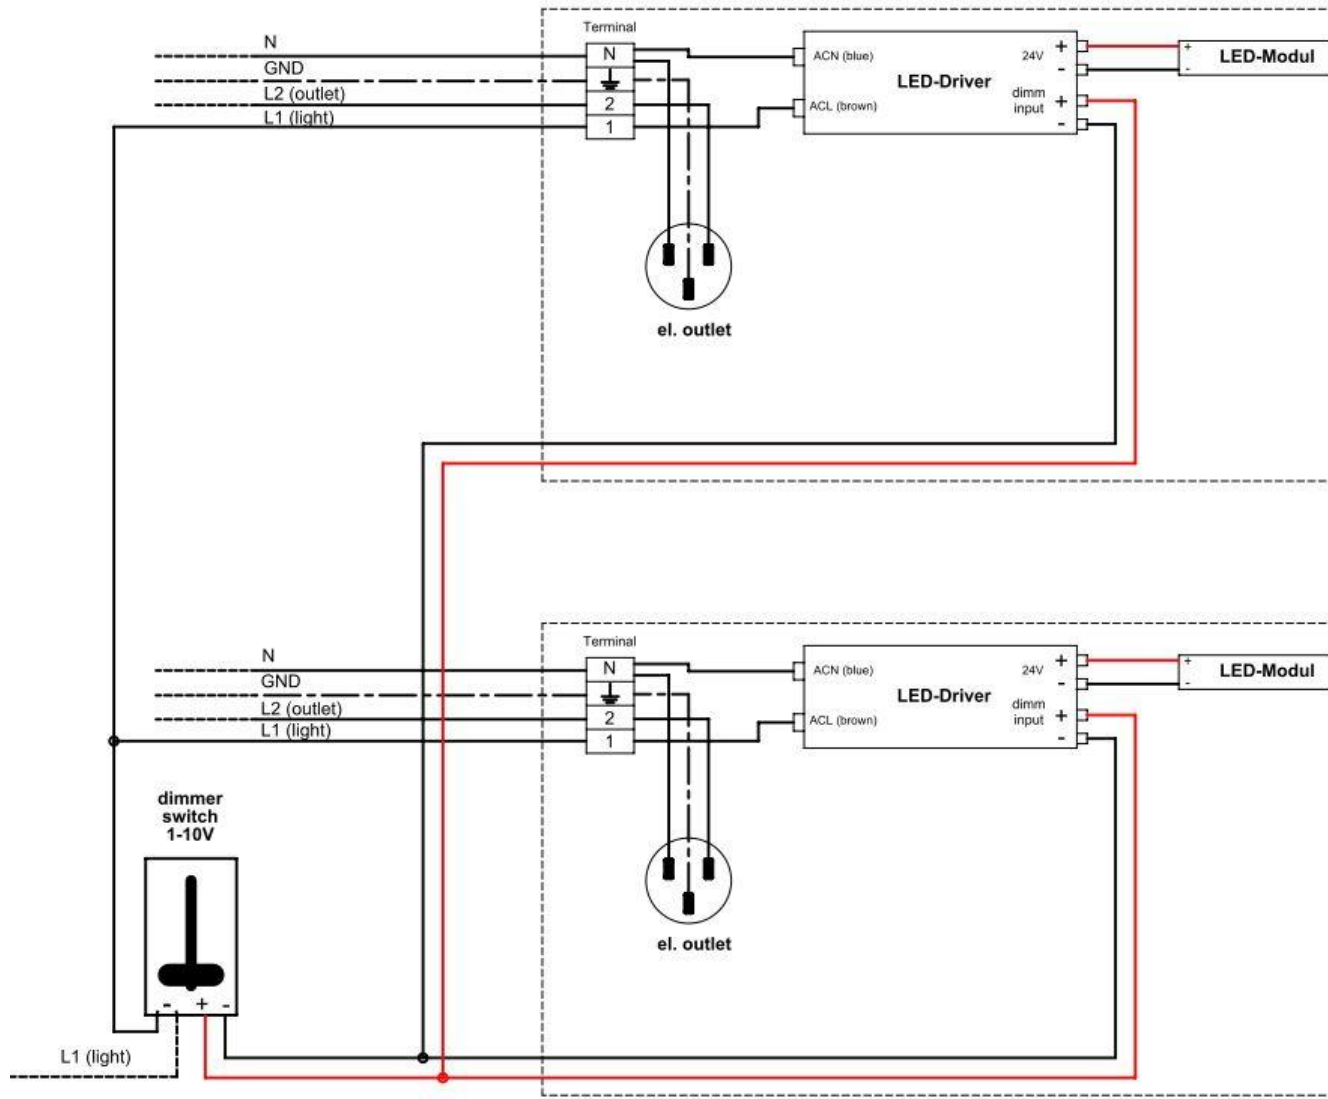 Terminal
N
GND
L2 (outlet)
L1 (light)
N
2
1
ACN (blue)
ACL (brown)
LED-Driver
24V
+
-
dimm
input
+
-
+
-
LED-Modul
el. outlet
Terminal
N
GND
L2 (outlet)
L1 (light)
N
2
1
ACN (blue)
ACL (brown)
LED-Driver
24V
+
-
dimm
input
+
-
+
-
LED-Modul
el. outlet
dimmer
switch
1-10V
- + -
L1 (light)